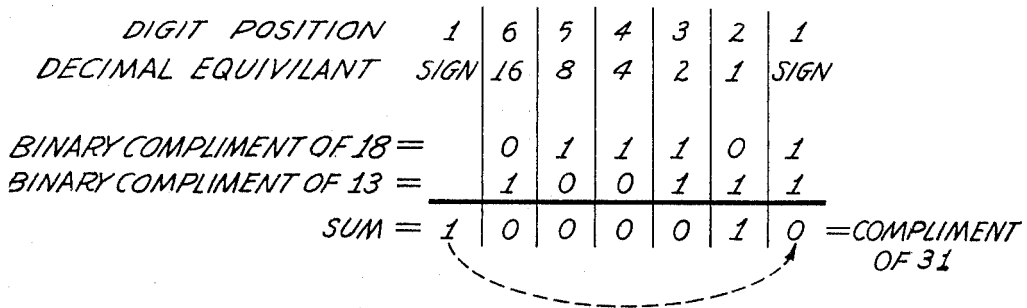 DIGIT POSITION 1 6 5 4 3 2 1
DECIMAL EQUIVILANT SIGN 16 8 4 2 1 SIGN
BINARY COMPLIMENT OF 18 = 0 1 1 1 0 1
BINARY COMPLIMENT OF 13 = 1 0 0 1 1 1
SUM = 1 0 0 0 0 1 0 = COMPLIMENT
OF 31